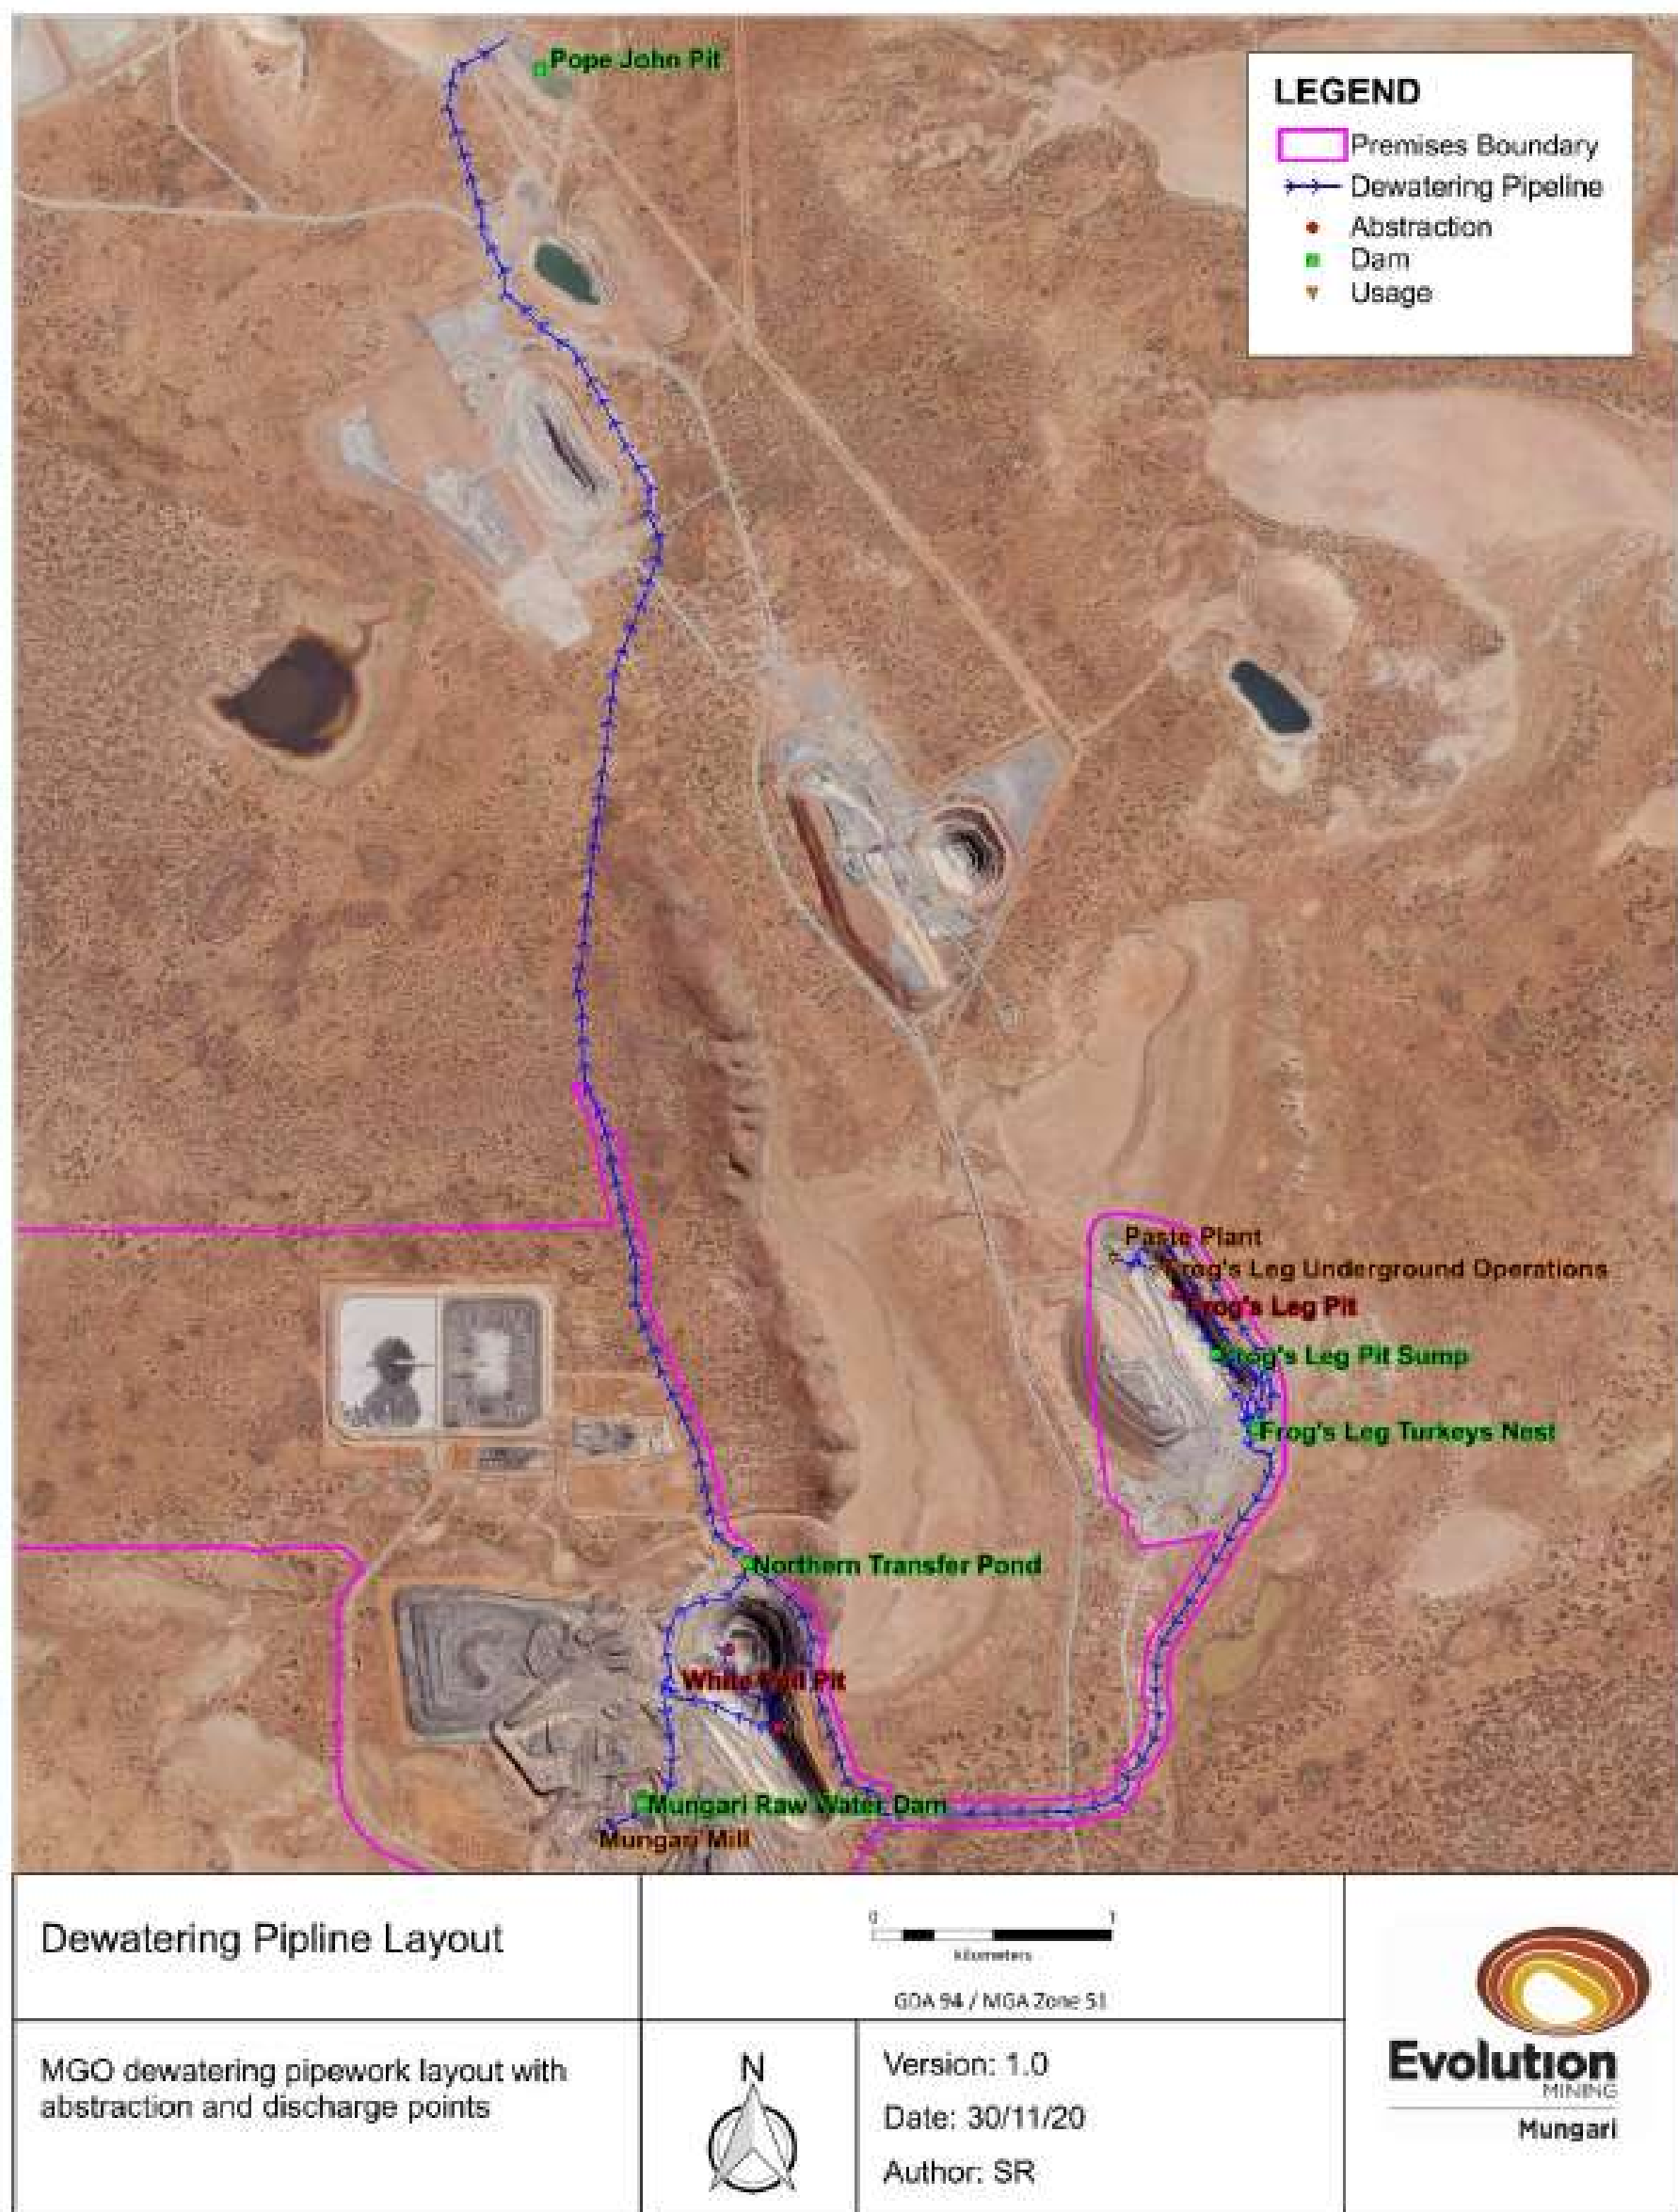 Pope John Pit
LEGEND
Premises Boundary
Dewatering Pipeline
Abstraction
Dam
Usage
Paste Plant
Frog's Leg Underground Operations
Frog's Leg Pit
Frog's Leg Pit Sump
Frog's Leg Turkeys Nest
Northern Transfer Pond
White Foil Pit
Mungari Raw Water Dam
Mungari Mill
Dewatering Pipline Layout
0 1
kilometers
GDA 94 / MGA Zone 51
MGO dewatering pipework layout with
abstraction and discharge points
N
Version: 1.0
Date: 30/11/20
Author: SR
Evolution
MINING
Mungari